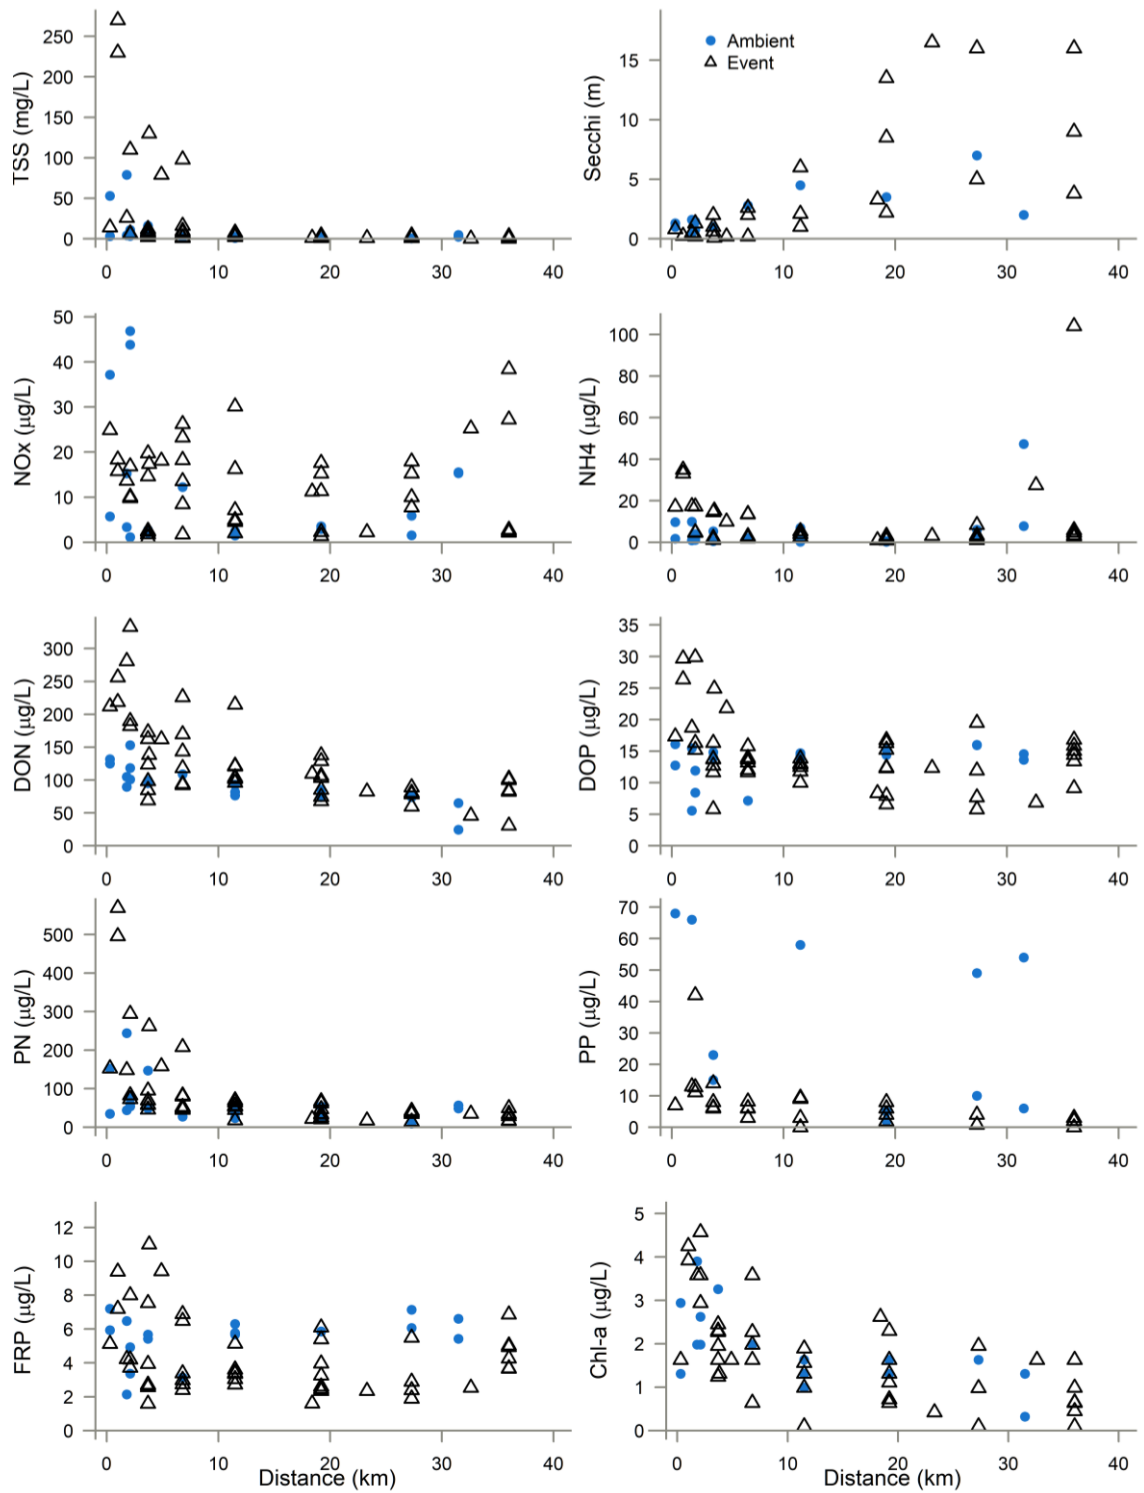 TSS (mg/L)
250
200
150
100
50
0
0 10 20 30 40
Secchi (m)
15
10
5
0
0 10 20 30 40
Ambient
Event
NOx (µg/L)
50
40
30
20
10
0
0 10 20 30 40
NH4 (µg/L)
100
80
60
40
20
0
0 10 20 30 40
DON (µg/L)
300
250
200
150
100
50
0
0 10 20 30 40
DOP (µg/L)
35
30
25
20
15
10
5
0
0 10 20 30 40
PN (µg/L)
500
400
300
200
100
0
0 10 20 30 40
PP (µg/L)
70
60
50
40
30
20
10
0
0 10 20 30 40
FRP (µg/L)
12
10
8
6
4
2
0
0 10 20 30 40
Distance (km)
Chl-a (µg/L)
5
4
3
2
1
0
0 10 20 30 40
Distance (km)